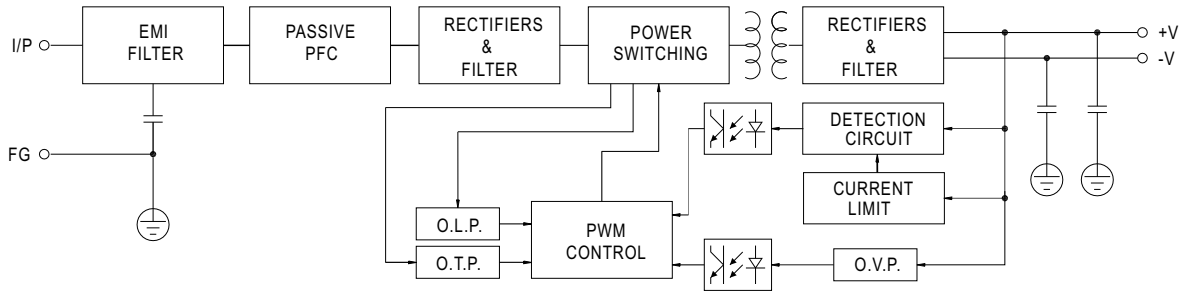 I/P
EMI
FILTER
PASSIVE
PFC
RECTIFIERS
&
FILTER
POWER
SWITCHING
RECTIFIERS
&
FILTER
+V
-V
FG
DETECTION
CIRCUIT
CURRENT
LIMIT
O.L.P.
O.T.P.
PWM
CONTROL
O.V.P.